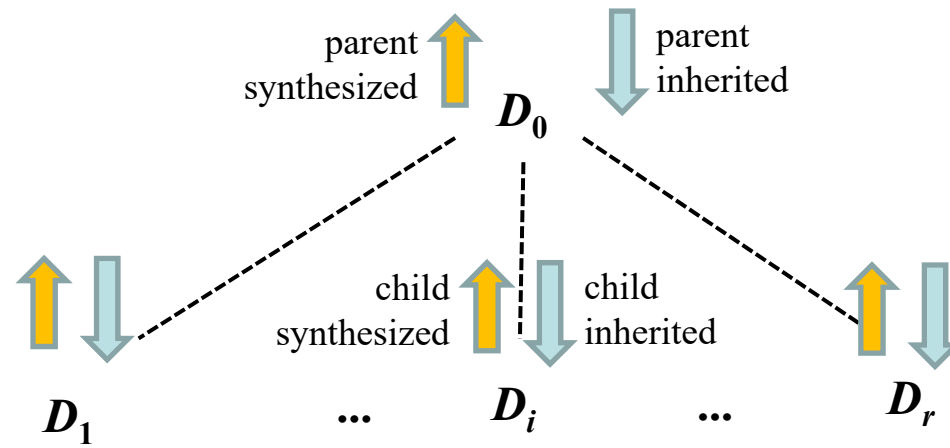 parent
synthesized
parent
inherited
D₀
child
synthesized
child
inherited
D₁
...
Dᵢ
...
Dᵣ